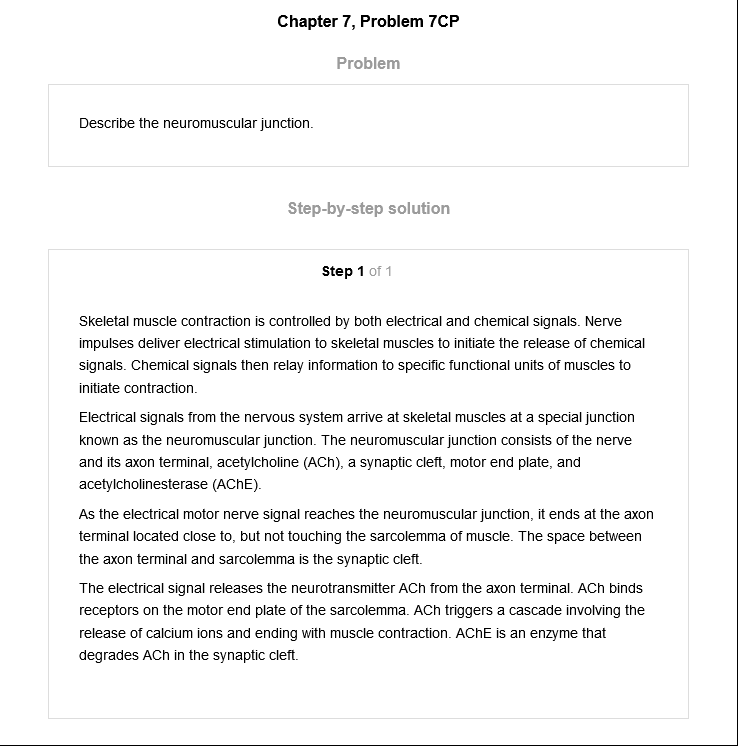 Chapter 7, Problem 7CP
Problem
Describe the neuromuscular junction.
Step-by-step solution
Step 1 of 1
Skeletal muscle contraction is controlled by both electrical and chemical signals. Nerve
impulses deliver electrical stimulation to skeletal muscles to initiate the release of chemical
signals. Chemical signals then relay information to specific functional units of muscles to
initiate contraction.
Electrical signals from the nervous system arrive at skeletal muscles at a special junction
known as the neuromuscular junction. The neuromuscular junction consists of the nerve
and its axon terminal, acetylcholine (ACh), a synaptic cleft, motor end plate, and
acetylcholinesterase (AChE).
As the electrical motor nerve signal reaches the neuromuscular junction, it ends at the axon
terminal located close to, but not touching the sarcolemma of muscle. The space between
the axon terminal and sarcolemma is the synaptic cleft.
The electrical signal releases the neurotransmitter ACh from the axon terminal. ACh binds
receptors on the motor end plate of the sarcolemma. ACh triggers a cascade involving the
release of calcium ions and ending with muscle contraction. AChE is an enzyme that
degrades ACh in the synaptic cleft.